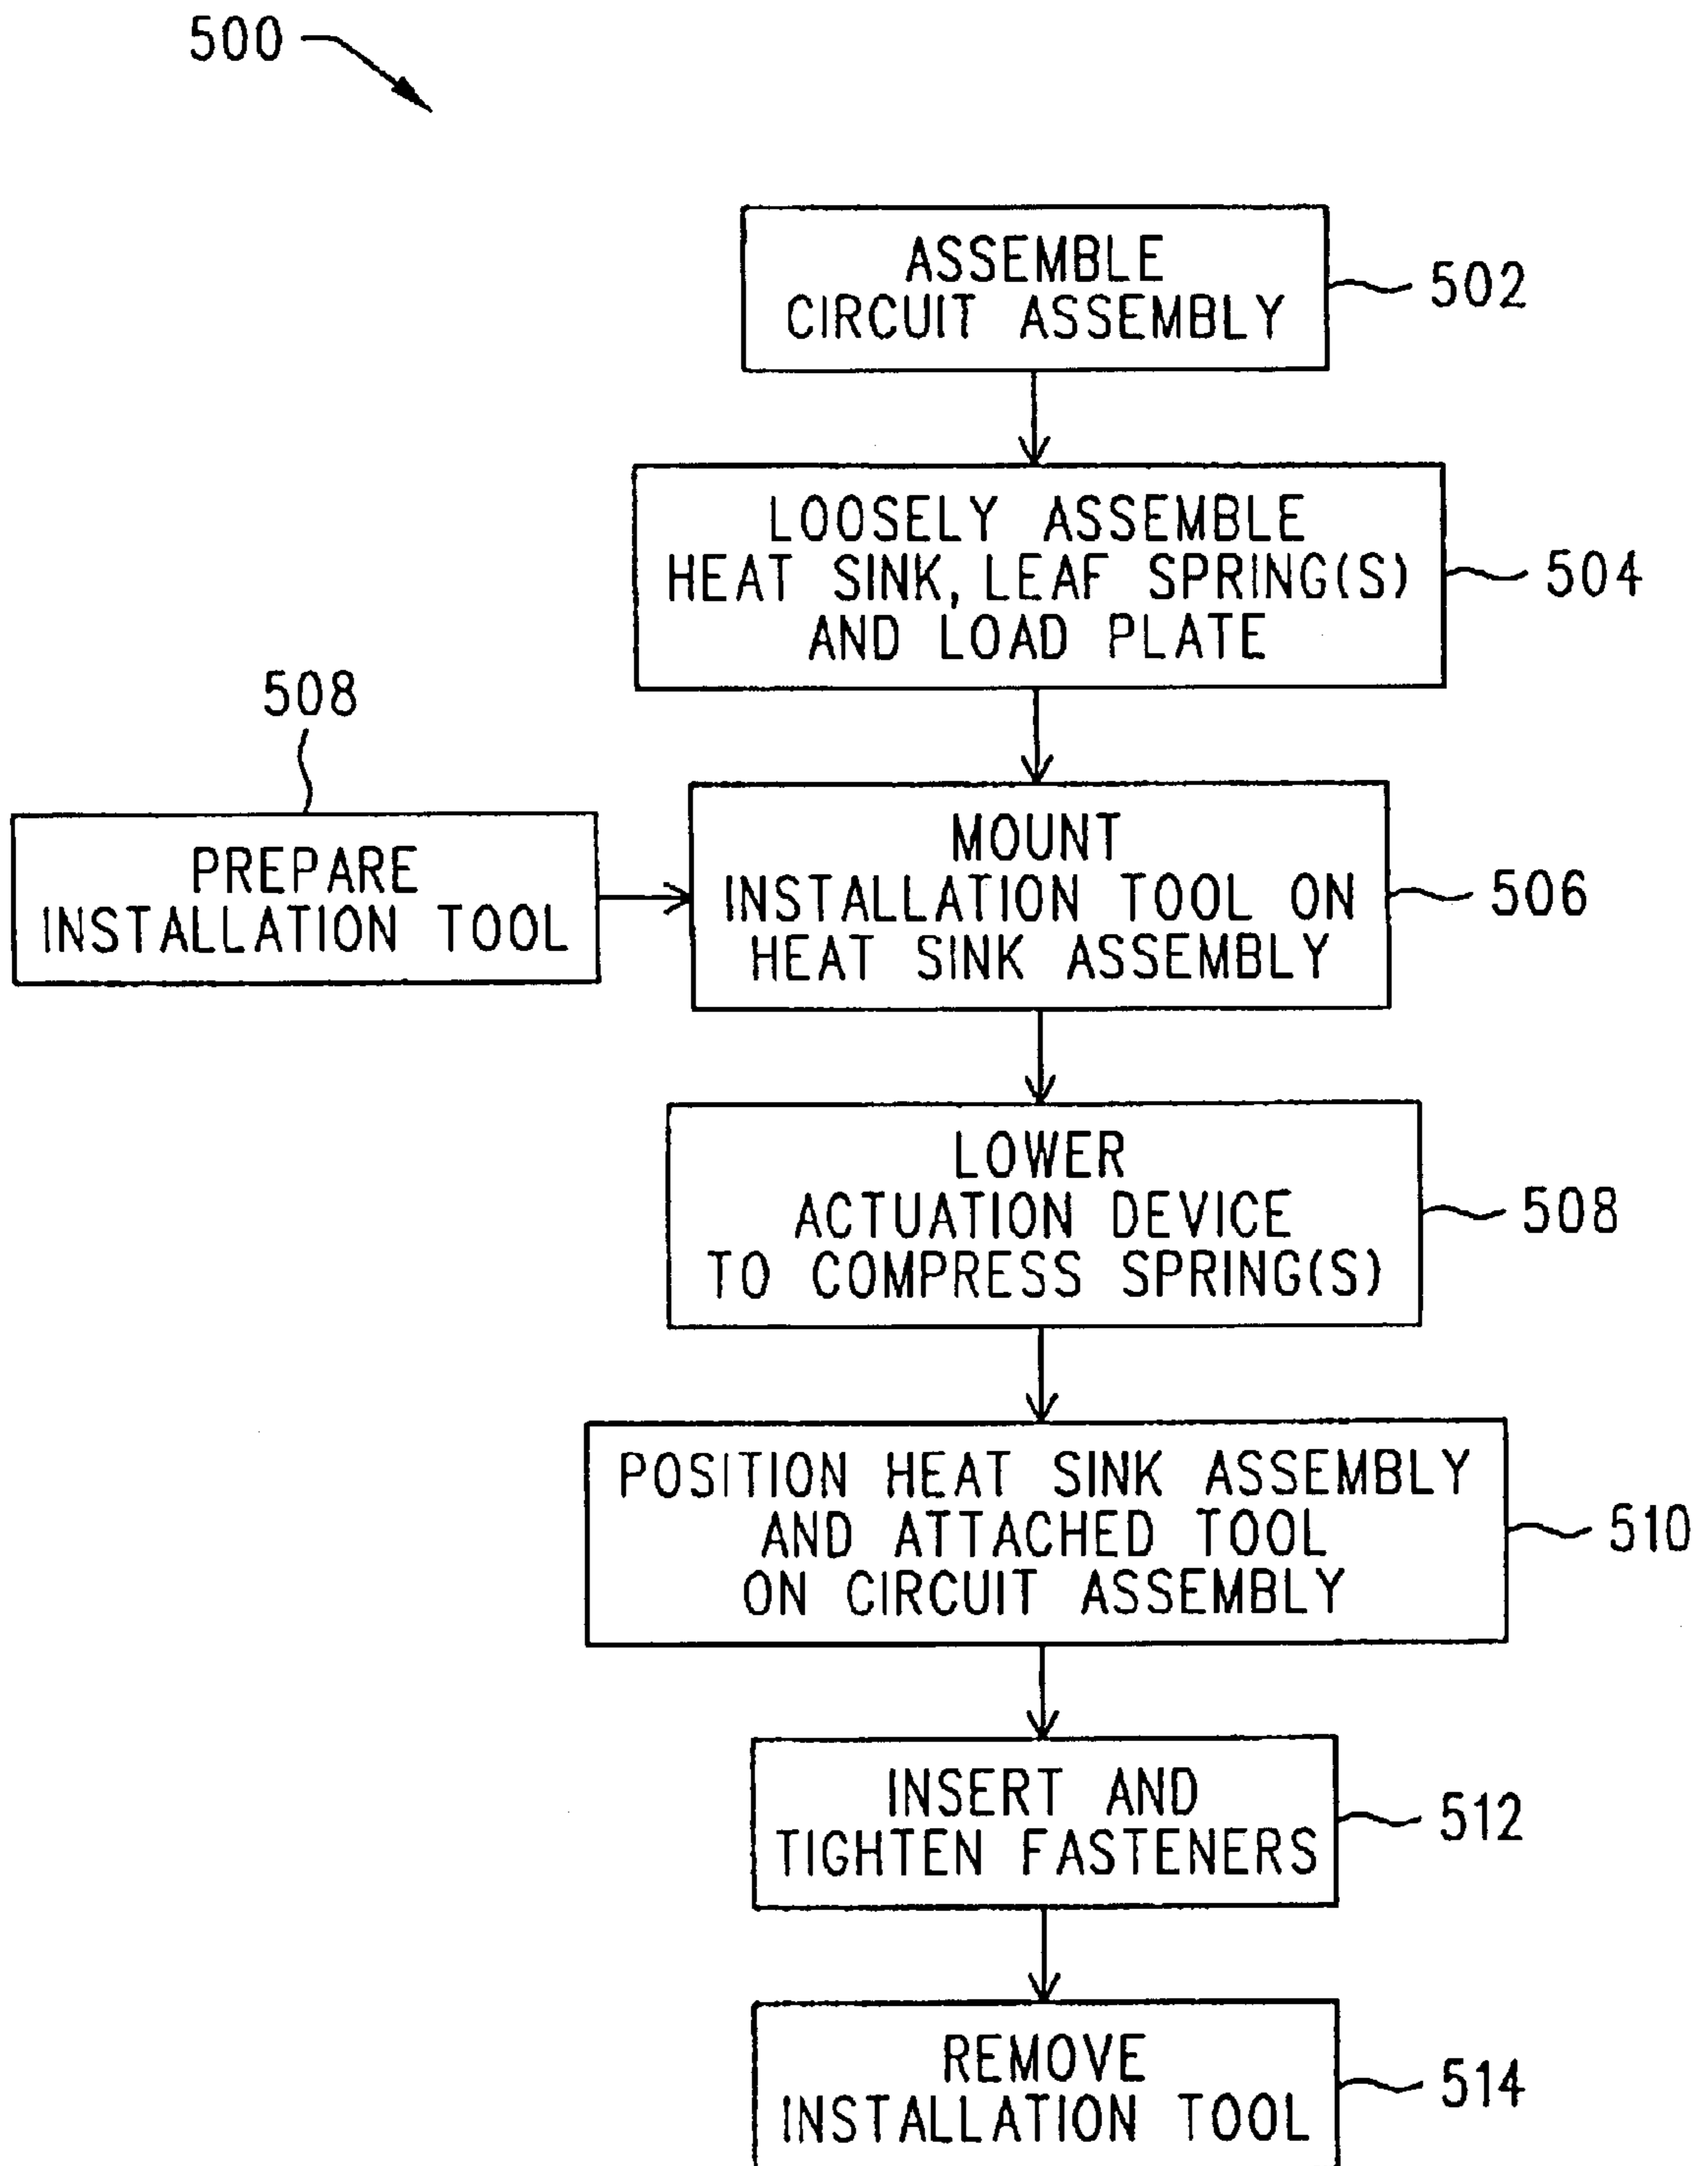 500
ASSEMBLE
CIRCUIT ASSEMBLY
502
LOOSELY ASSEMBLE
HEAT SINK, LEAF SPRING(S)
AND LOAD PLATE
504
508
PREPARE
INSTALLATION TOOL
MOUNT
INSTALLATION TOOL ON
HEAT SINK ASSEMBLY
506
LOWER
ACTUATION DEVICE
TO COMPRESS SPRING(S)
508
POSITION HEAT SINK ASSEMBLY
AND ATTACHED TOOL
ON CIRCUIT ASSEMBLY
510
INSERT AND
TIGHTEN FASTENERS
512
REMOVE
INSTALLATION TOOL
514